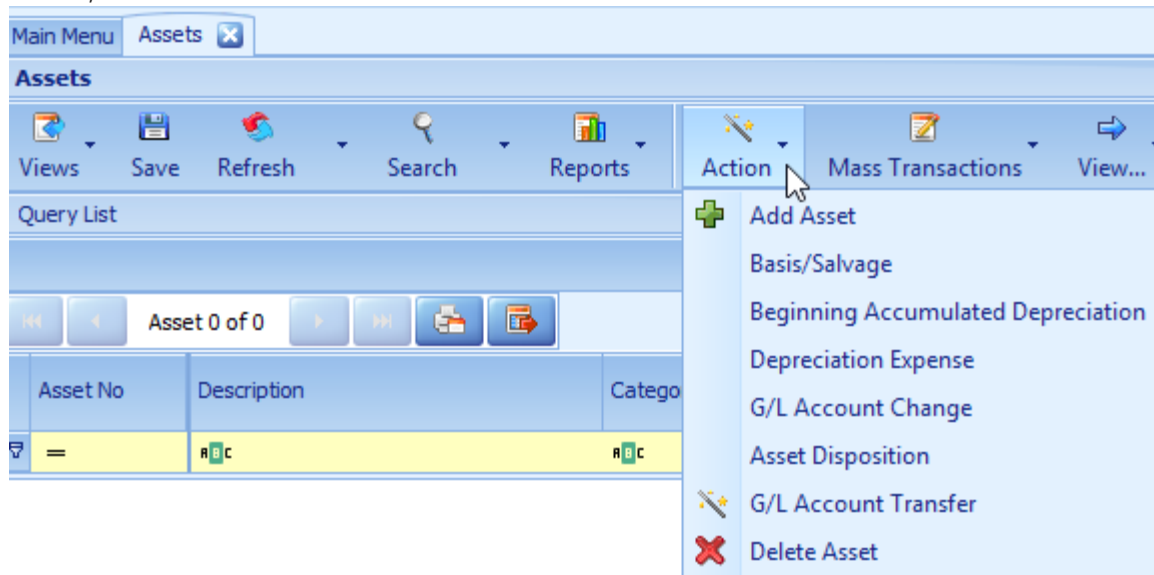 Main Menu Assets
Assets
Views Save Refresh Search Reports Action Mass Transactions View...
Query List
Add Asset
Basis/Salvage
Beginning Accumulated Depreciation
Asset 0 of 0
Depreciation Expense
Asset No Description Catego
G/L Account Change
= ABC ABC
Asset Disposition
G/L Account Transfer
Delete Asset